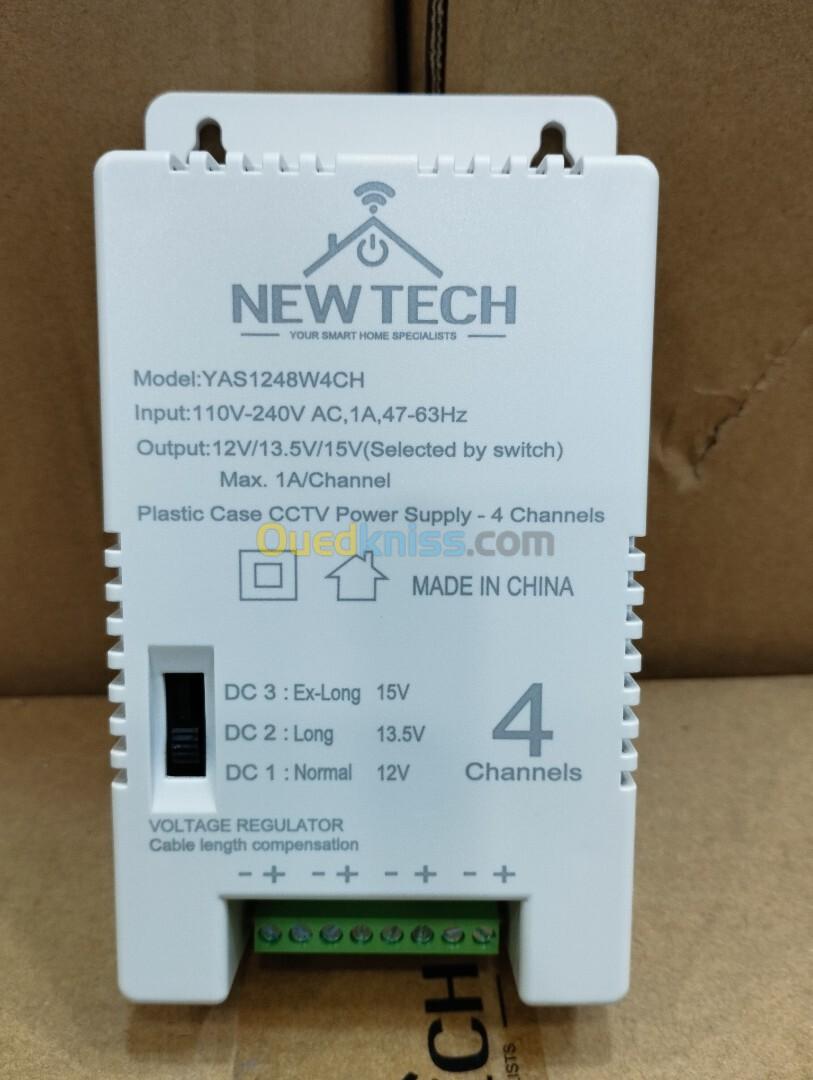 NEW TECH
YOUR SMART HOME SPECIALISTS
Model:YAS1248W4CH
Input:110V-240V AC,1A,47-63Hz
Output:12V/13.5V/15V(Selected by switch)
Max. 1A/Channel
Plastic Case CCTV Power Supply - 4 Channels
Ouedkniss.com
MADE IN CHINA
DC 3 : Ex-Long 15V
DC 2 : Long 13.5V
DC 1 : Normal 12V
4
Channels
VOLTAGE REGULATOR
Cable length compensation
- + - + - + - +
CH
ISTS